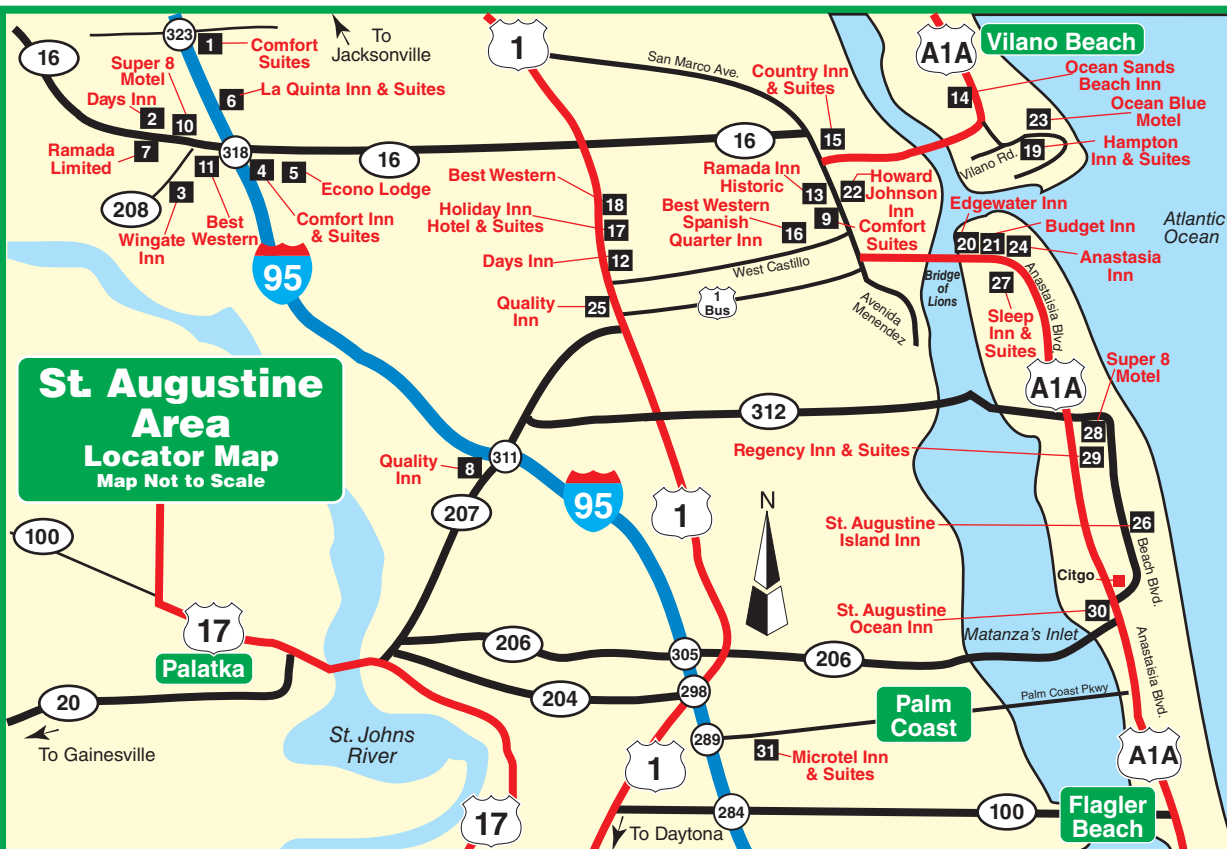 323
1
Comfort
Suites
To
Jacksonville
16
Super 8
Motel
Days Inn
2
10
6
La Quinta Inn & Suites
Ramada
Limited
7
318
11
4
5
Econo Lodge
16
208
3
Wingate
Inn
Best
Western
Comfort Inn
& Suites
95
1
San Marco Ave.
Country Inn
& Suites
15
16
Best Western
18
Holiday Inn
Hotel & Suites
17
Days Inn
12
Quality
Inn
25
Ramada Inn
Historic
13
22
Howard
Johnson
Inn
Best Western
Spanish
Quarter Inn
16
9
Comfort
Suites
West Castillo
1
Bus
Avenida
Menendez
A1A
Vilano Beach
Ocean Sands
Beach Inn
14
23
Ocean Blue
Motel
Vilano Rd.
19
Hampton
Inn & Suites
Edgewater Inn
20
21
24
Budget Inn
Anastasia
Inn
Atlantic
Ocean
Bridge
of
Lions
27
Sleep
Inn &
Suites
Anastaisia Blvd.
A1A
Super 8
Motel
St. Augustine
Area
Locator Map
Map Not to Scale
312
28
Regency Inn & Suites
29
Quality
Inn
8
311
95
207
1
N
St. Augustine
Island Inn
26
Beach Blvd.
Citgo
St. Augustine
Ocean Inn
30
Matanza's Inlet
100
17
Palatka
206
305
206
204
298
20
To Gainesville
St. Johns
River
Palm Coast Pkwy
Anastaisia Blvd.
Palm
Coast
289
31
Microtel Inn
& Suites
1
A1A
17
To Daytona
284
100
Flagler
Beach